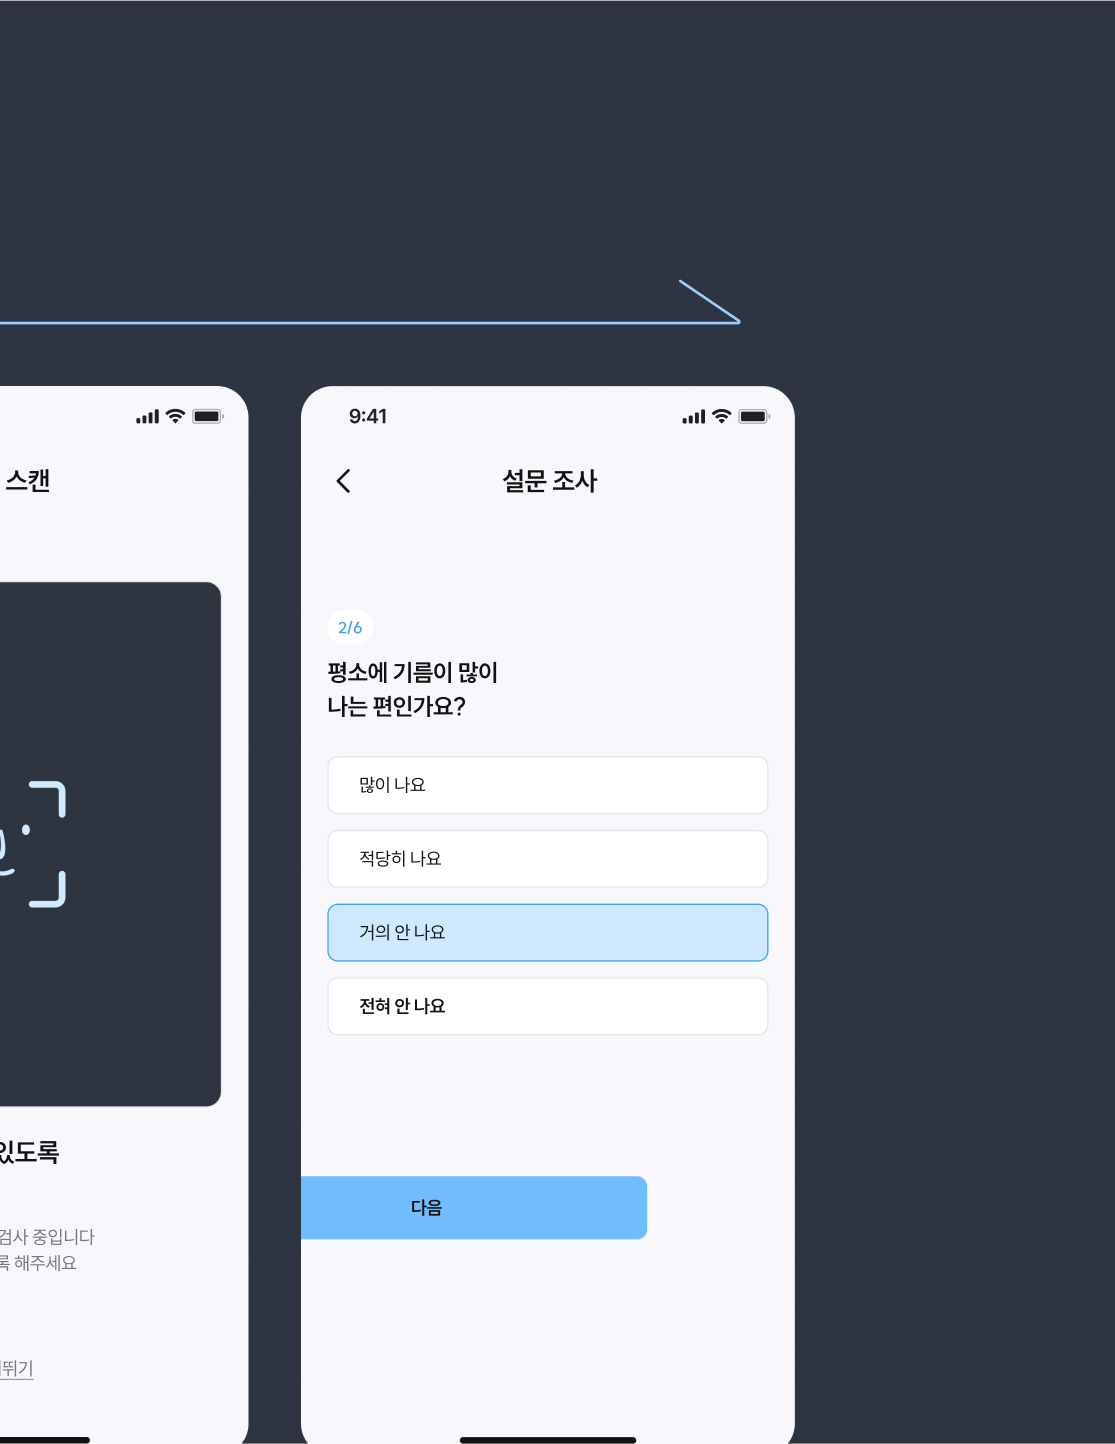 스캔
있도록
검사 중입니다
록 해주세요
뛰기
9:41
설문 조사
2/6
평소에 기름이 많이
나는 편인가요?
많이 나요
적당히 나요
거의 안 나요
전혀 안 나요
다음